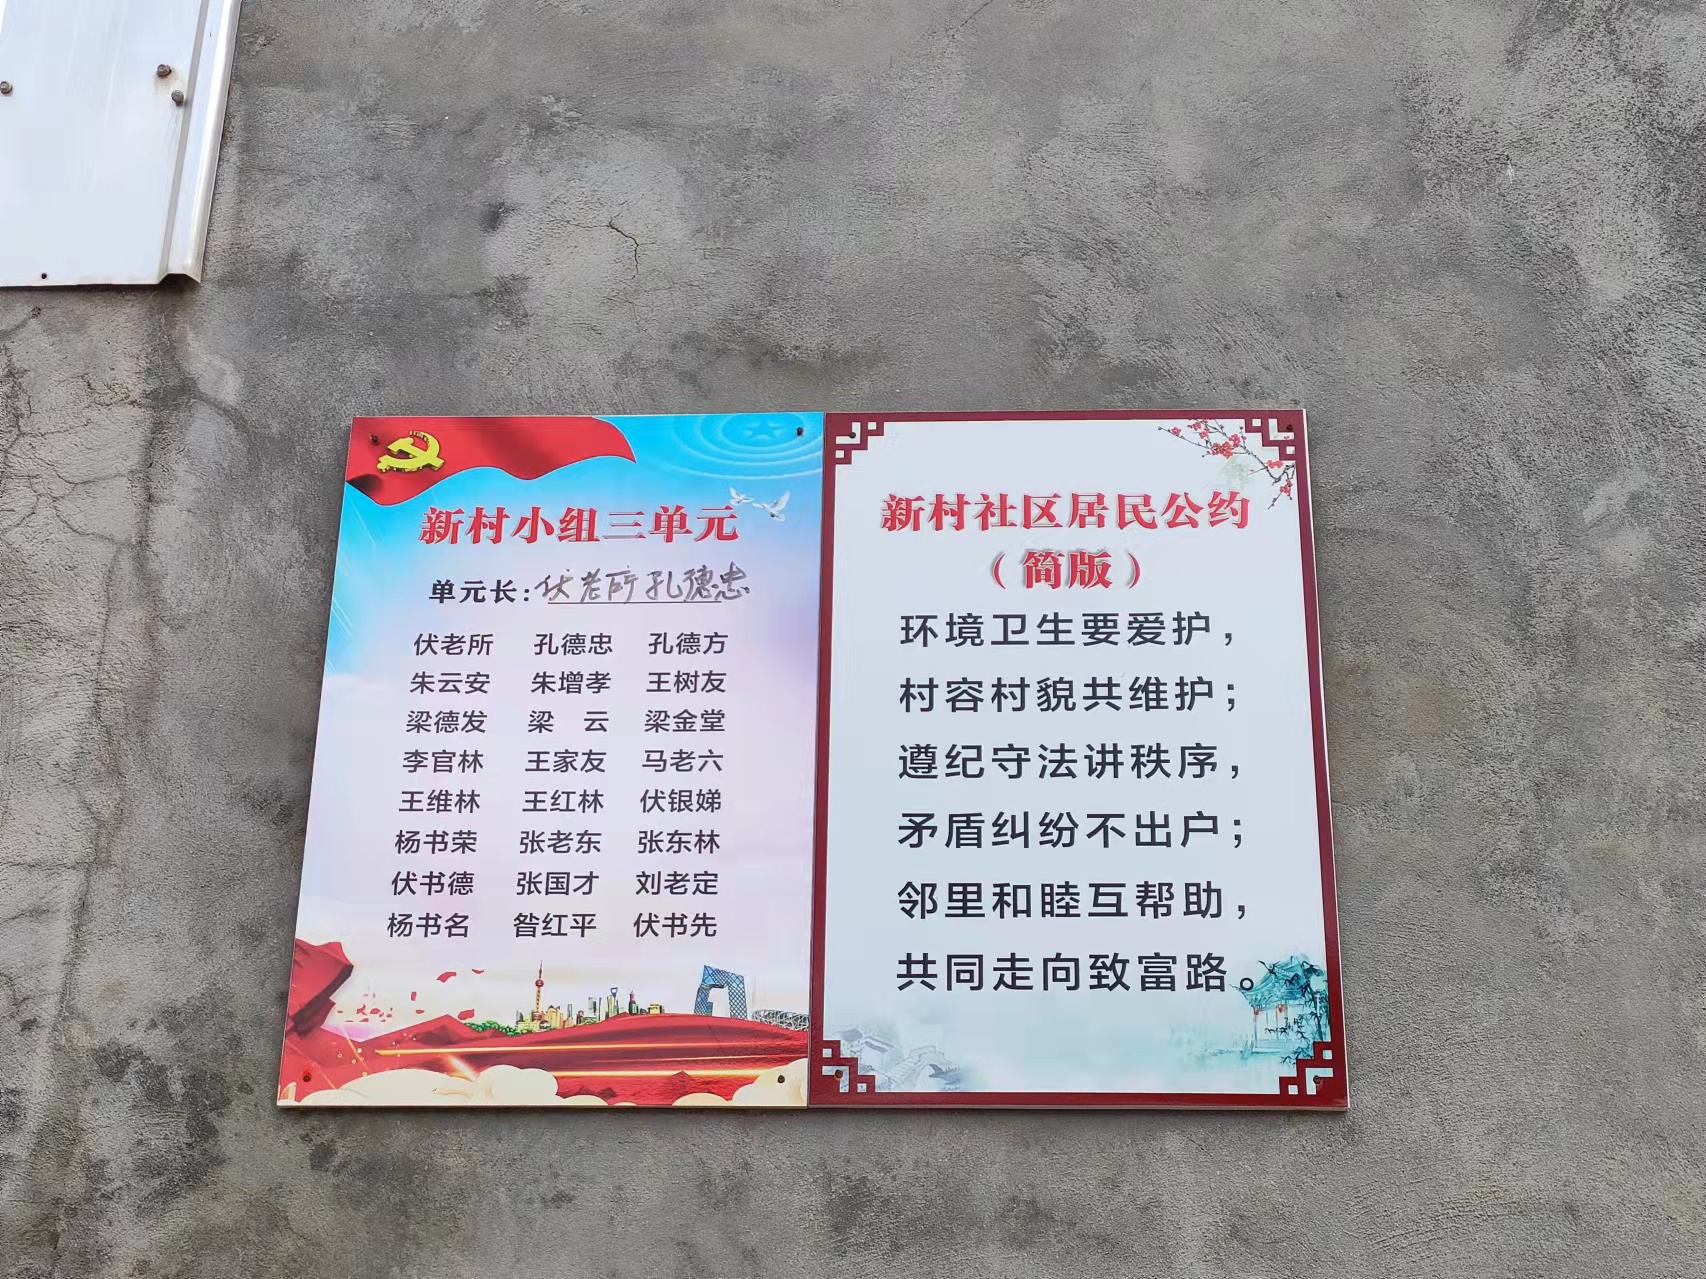 新村小组三单元
单元长:伏老所 孔德忠
伏老所 孔德忠 孔德方
朱云安 朱增孝 王树友
梁德发 梁 云 梁金堂
李官林 王家友 马老六
王维林 王红林 伏银娣
杨书荣 张老东 张东林
伏书德 张国才 刘老定
杨书名 昝红平 伏书先
新村社区居民公约
（简版）
环境卫生要爱护，
村容村貌共维护；
遵纪守法讲秩序，
矛盾纠纷不出户；
邻里和睦互帮助，
共同走向致富路。